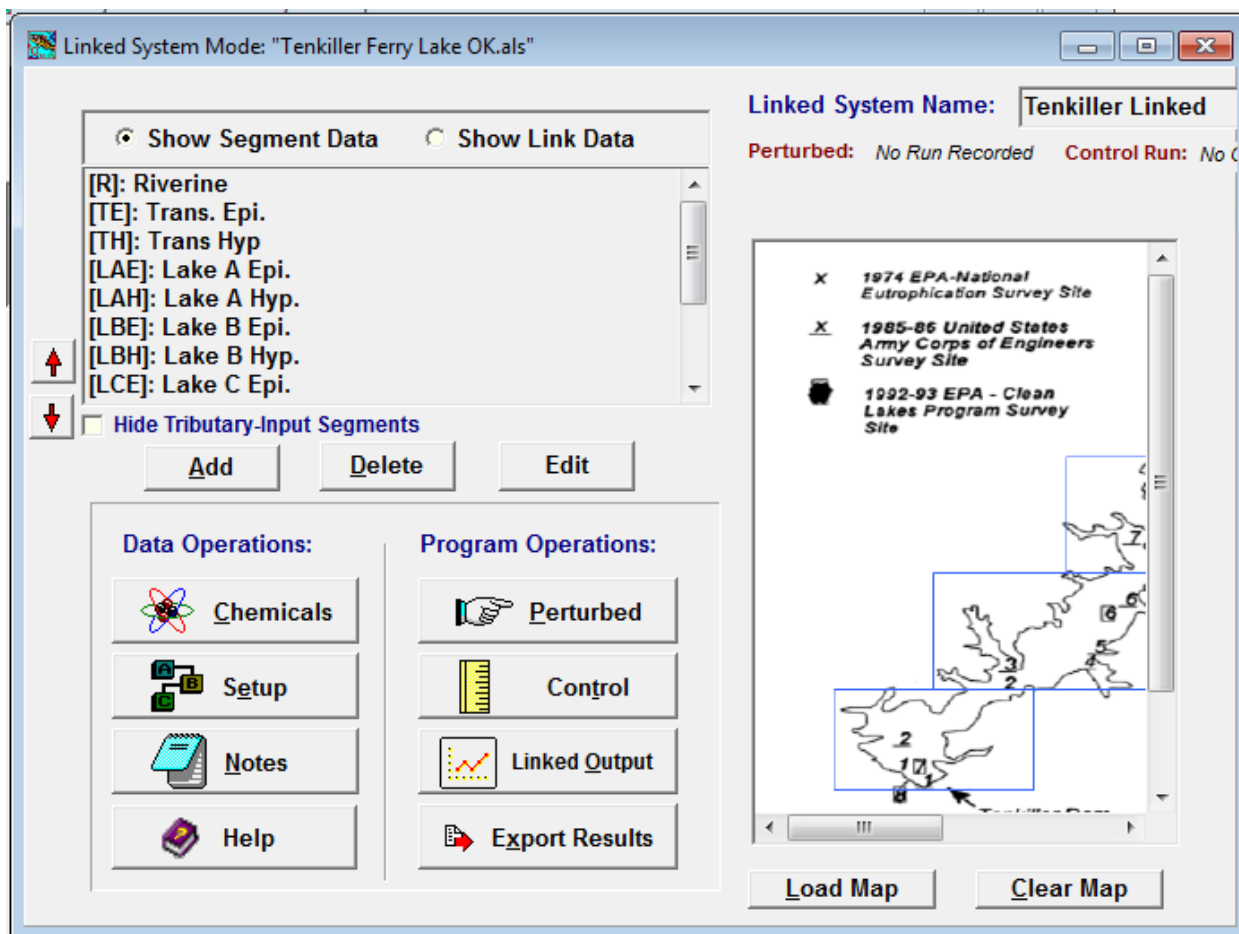 Linked System Mode: "Tenkiller Ferry Lake OK.als"
Linked System Name: Tenkiller Linked
Perturbed: No Run Recorded Control Run: No
Show Segment Data Show Link Data
[R]: Riverine
[TE]: Trans. Epi.
[TH]: Trans Hyp
[LAE]: Lake A Epi.
[LAH]: Lake A Hyp.
[LBE]: Lake B Epi.
[LBH]: Lake B Hyp.
[LCE]: Lake C Epi.
Hide Tributary-Input Segments
Add Delete Edit
Data Operations:
Chemicals
Setup
Notes
Help
Program Operations:
Perturbed
Control
Linked Output
Export Results
x 1974 EPA-National
Eutrophication Survey Site
x 1985-86 United States
Army Corps of Engineers
Survey Site
1992-93 EPA - Clean
Lakes Program Survey
Site
7
6 6
5
4
3
2
2
1 7 1
8
Load Map Clear Map